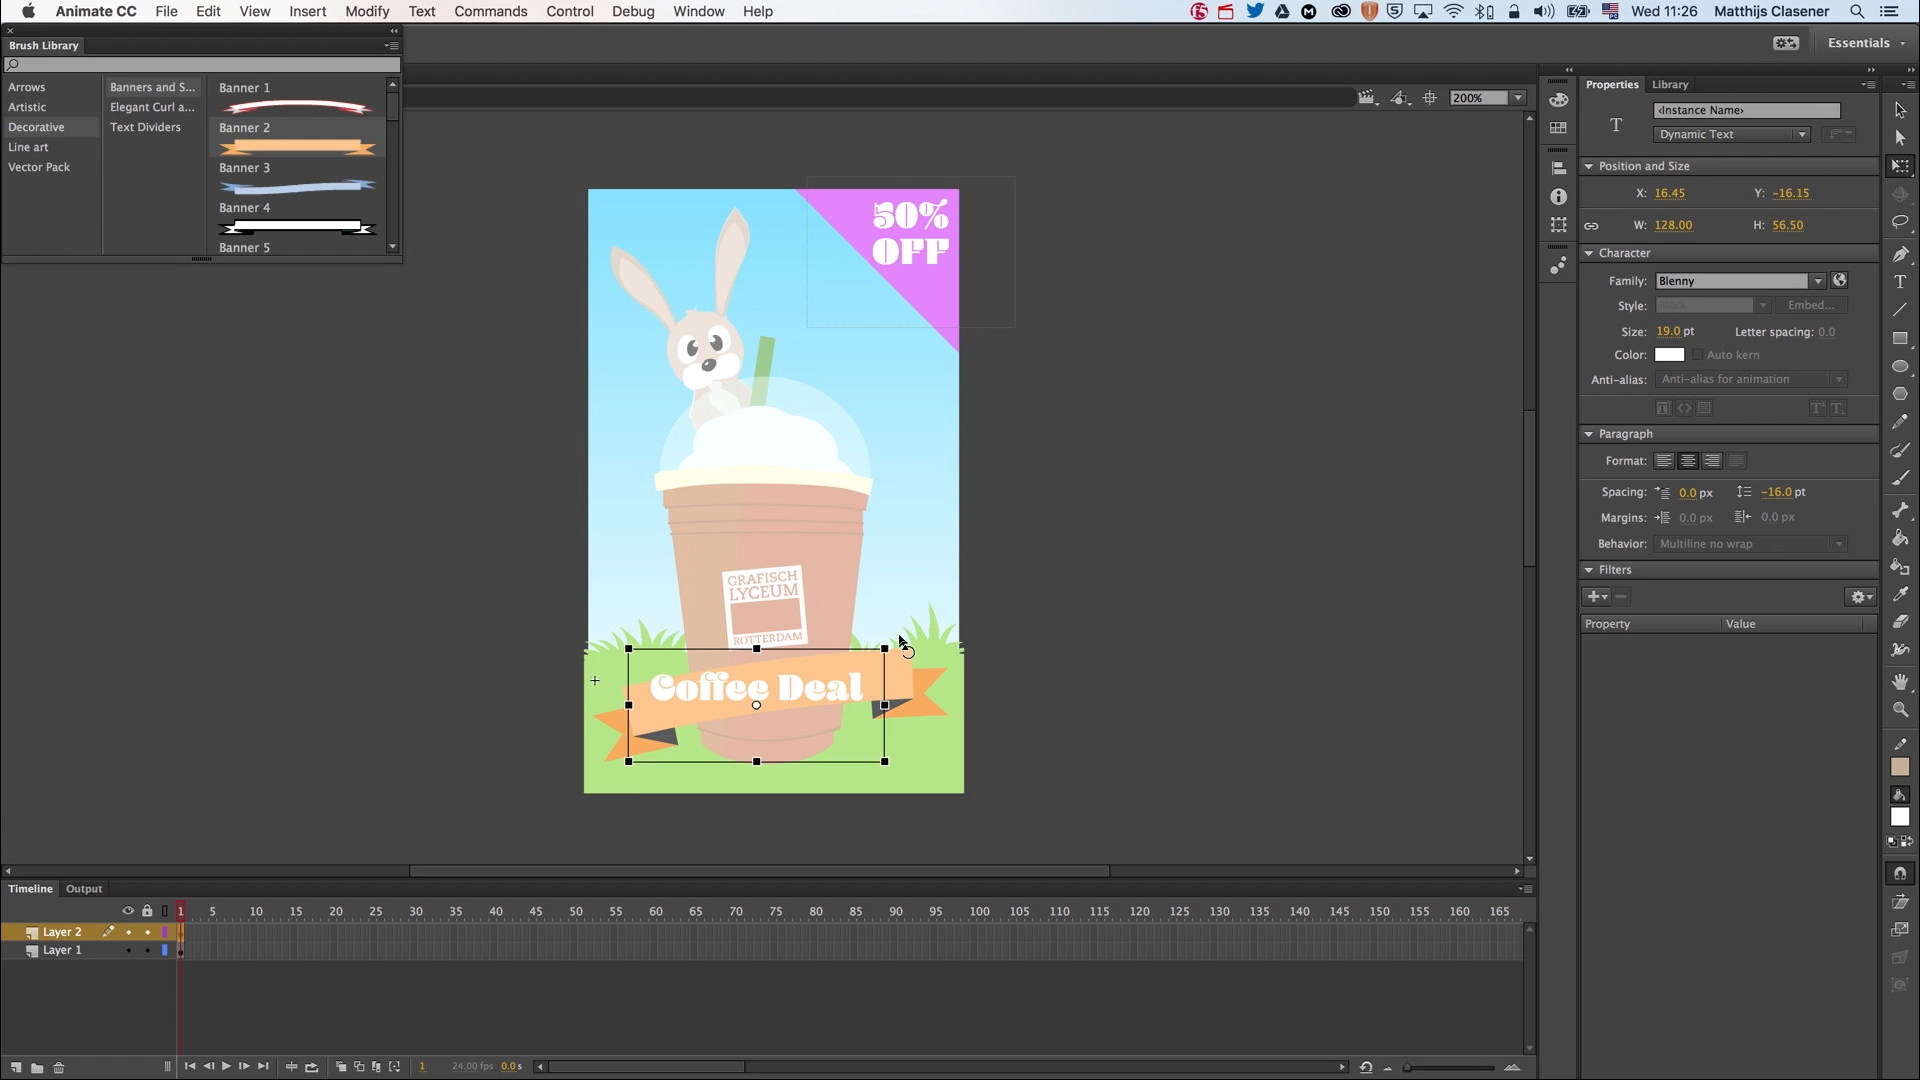 Animate CC File Edit View Insert Modify Text Commands Control Debug Window Help
Wed 11:26 Matthijs Clasener
Essentials
Brush Library
Arrows
Artistic
Decorative
Line art
Vector Pack
Banners and S...
Elegant Curl a...
Text Dividers
Banner 1
Banner 2
Banner 3
Banner 4
Banner 5
200%
50%
OFF
GRAFISCH
LYCEUM
ROTTERDAM
Coffee Deal
Properties Library
<Instance Name>
T
Dynamic Text
Position and Size
X: 16.45 Y: -16.15
W: 128.00 H: 56.50
Character
Family: Blenny
Style: Black Embed...
Size: 19.0 pt Letter spacing: 0.0
Color: Auto kern
Anti-alias: Anti-alias for animation
Paragraph
Format:
Spacing: 0.0 px -16.0 pt
Margins: 0.0 px 0.0 px
Behavior: Multiline no wrap
Filters
Property Value
Timeline Output
1 5 10 15 20 25 30 35 40 45 50 55 60 65 70 75 80 85 90 95 100 105 110 115 120 125 130 135 140 145 150 155 160 165
Layer 2
Layer 1
1 24.00 fps 0.0 s